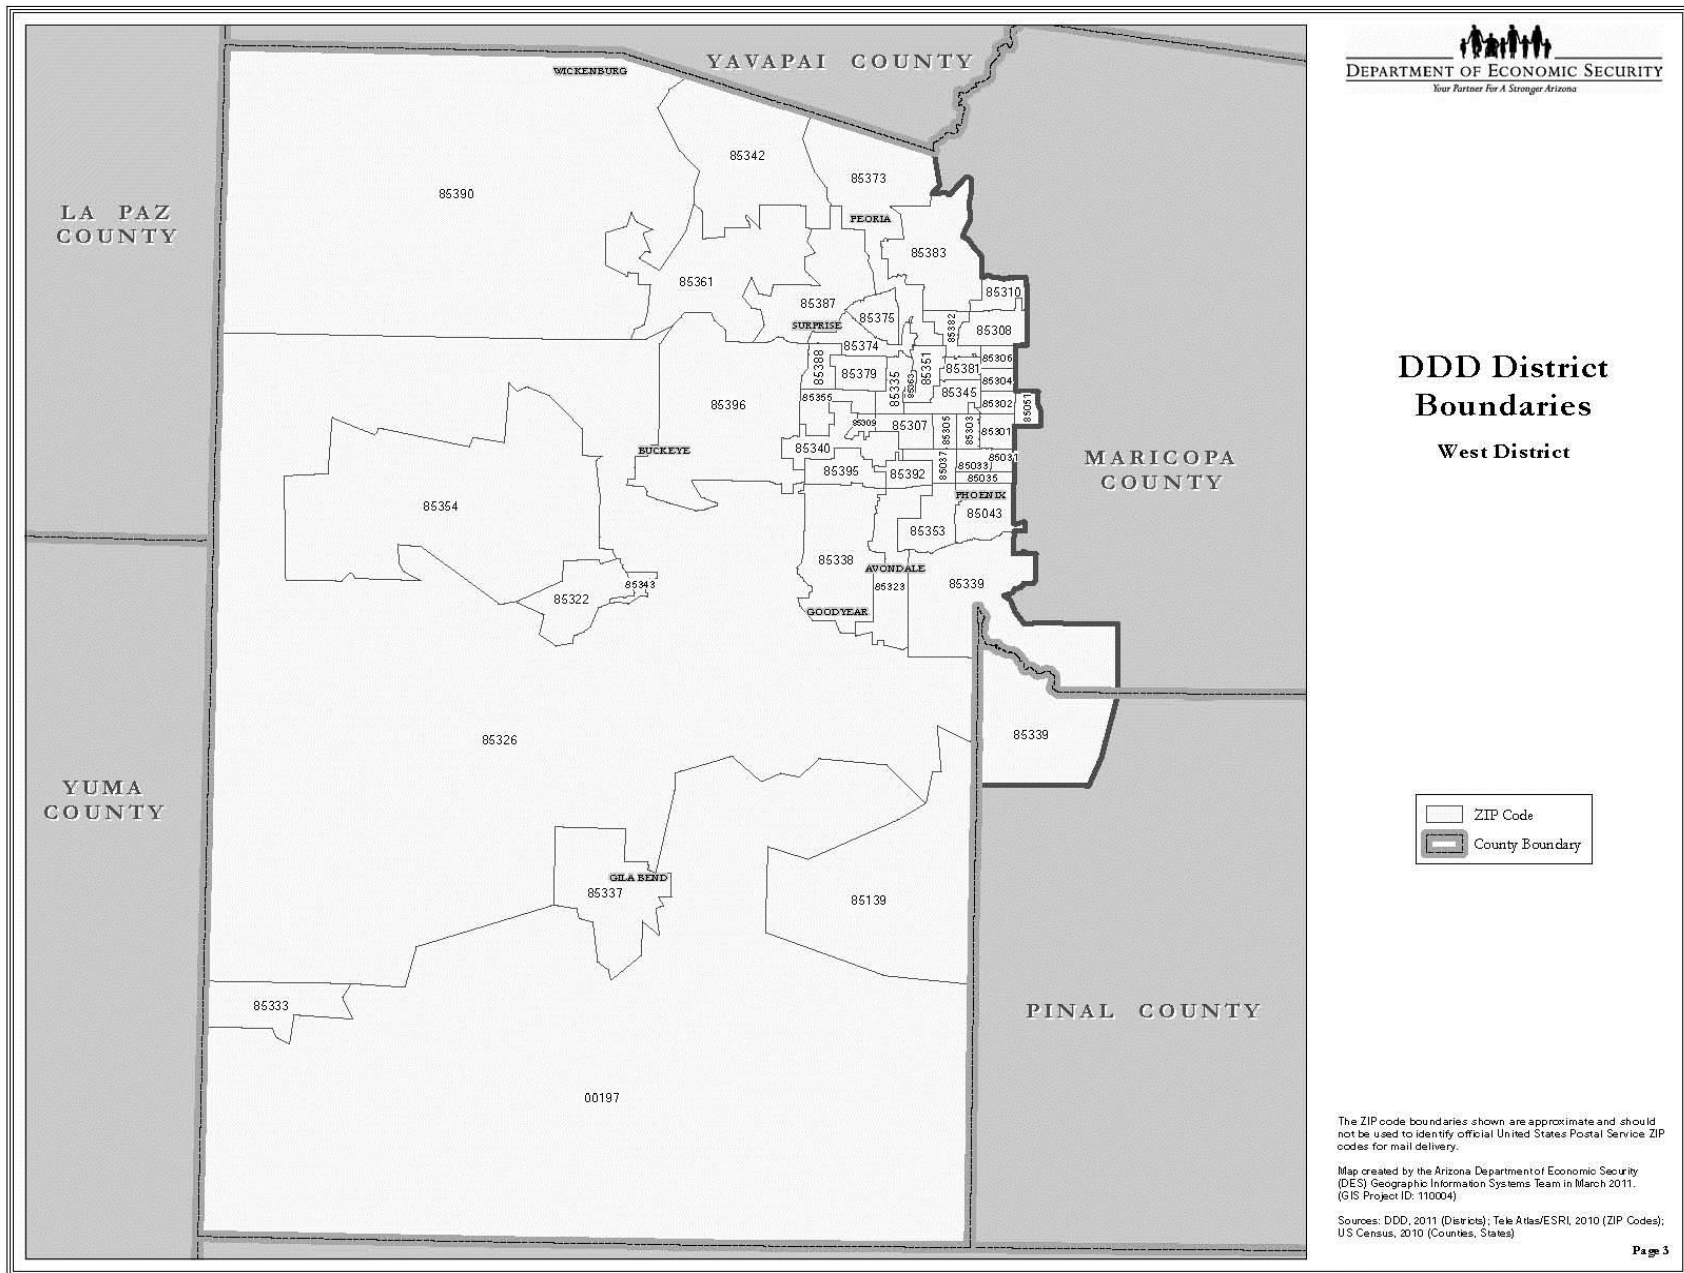 WICKENBURG
YAVAPAI COUNTY
DEPARTMENT OF ECONOMIC SECURITY
Your Partner For A Stronger Arizona
85342
85373
85390
LA PAZ
COUNTY
PEORIA
85383
85361
85310
85387
85375
SURPRISE
85382
85308
85374
85388
85351
85306
85379
85381
85335
85363
85304
DDD District
Boundaries
85345
85355
85396
85302
85051
85309
85307
85305
85303
85301
West District
BUCKEYE
85340
85037
85031
MARICOPA
COUNTY
85033
85395
85392
85035
PHOENIX
85354
85043
85353
85338
AVONDALE
85343
85323
85339
85322
GOODYEAR
85326
85339
YUMA
COUNTY
ZIP Code
County Boundary
GILA BEND
85337
85139
85333
PINAL COUNTY
00197
The ZIP code boundaries shown are approximate and should
not be used to identify official United States Postal Service ZIP
codes for mail delivery.
Map created by the Arizona Department of Economic Security
(DES) Geographic Information Systems Team in March 2011.
(GIS Project ID: 110004)
Sources: DDD, 2011 (Districts); Tele Atlas/ESRI, 2010 (ZIP Codes);
US Census, 2010 (Counties, States)
Page 3